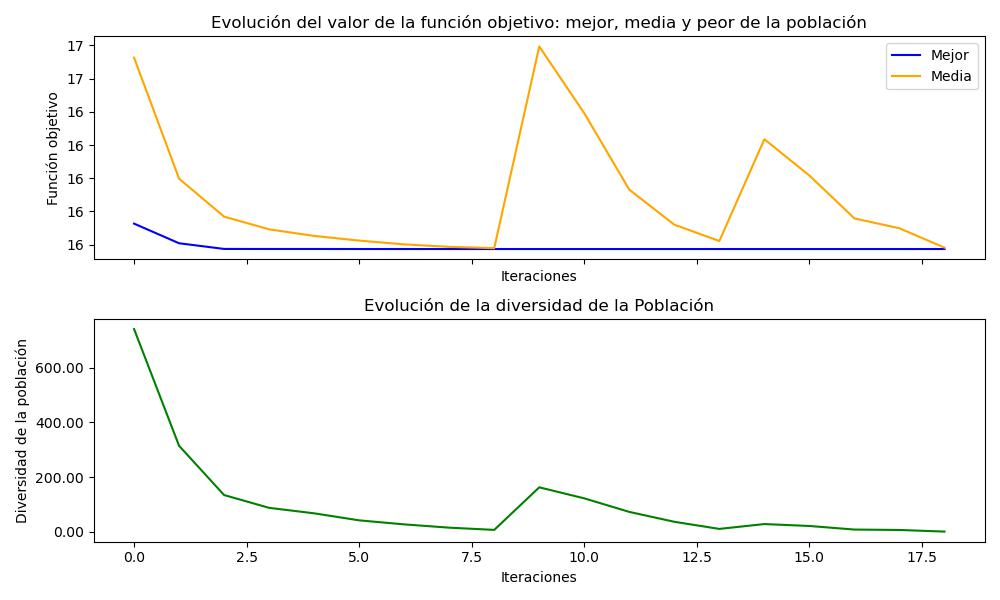 Evolución del valor de la función objetivo: mejor, media y peor de la población
Función objetivo
17
17
16
16
16
16
16
Mejor
Media
Iteraciones
Evolución de la diversidad de la Población
Diversidad de la población
600.00
400.00
200.00
0.00
0.0 2.5 5.0 7.5 10.0 12.5 15.0 17.5
Iteraciones